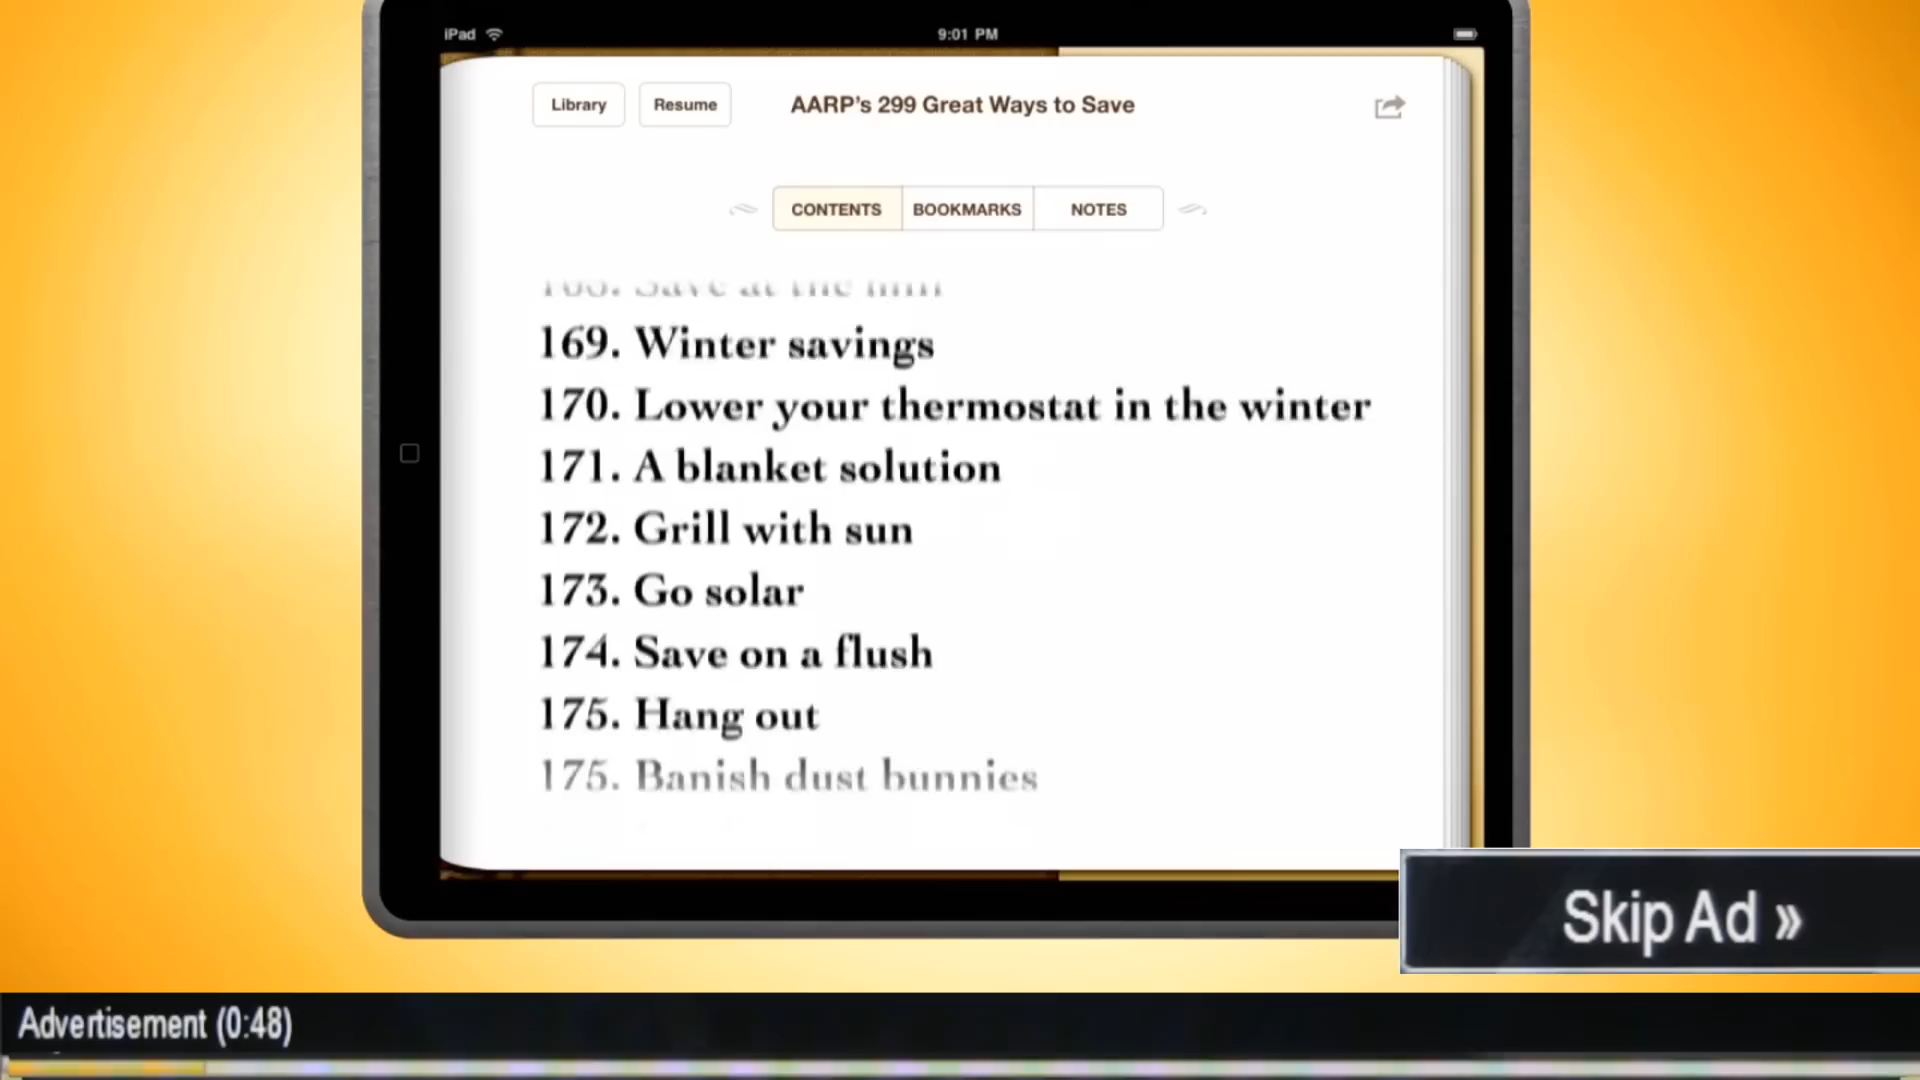 iPad
9:01 PM
Library
Resume
AARP's 299 Great Ways to Save
CONTENTS
BOOKMARKS
NOTES
169. Winter savings
170. Lower your thermostat in the winter
171. A blanket solution
172. Grill with sun
173. Go solar
174. Save on a flush
175. Hang out
175. Banish dust bunnies
Skip Ad »
Advertisement (0:48)